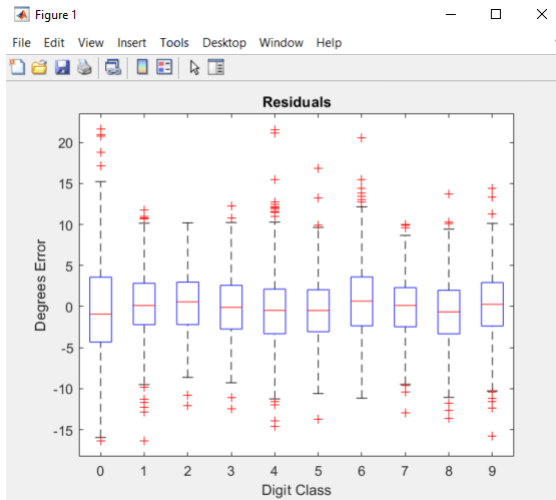 Figure 1
File Edit View Insert Tools Desktop Window Help
Residuals
20
15
10
5
0
-5
-10
-15
Degrees Error
0 1 2 3 4 5 6 7 8 9
Digit Class